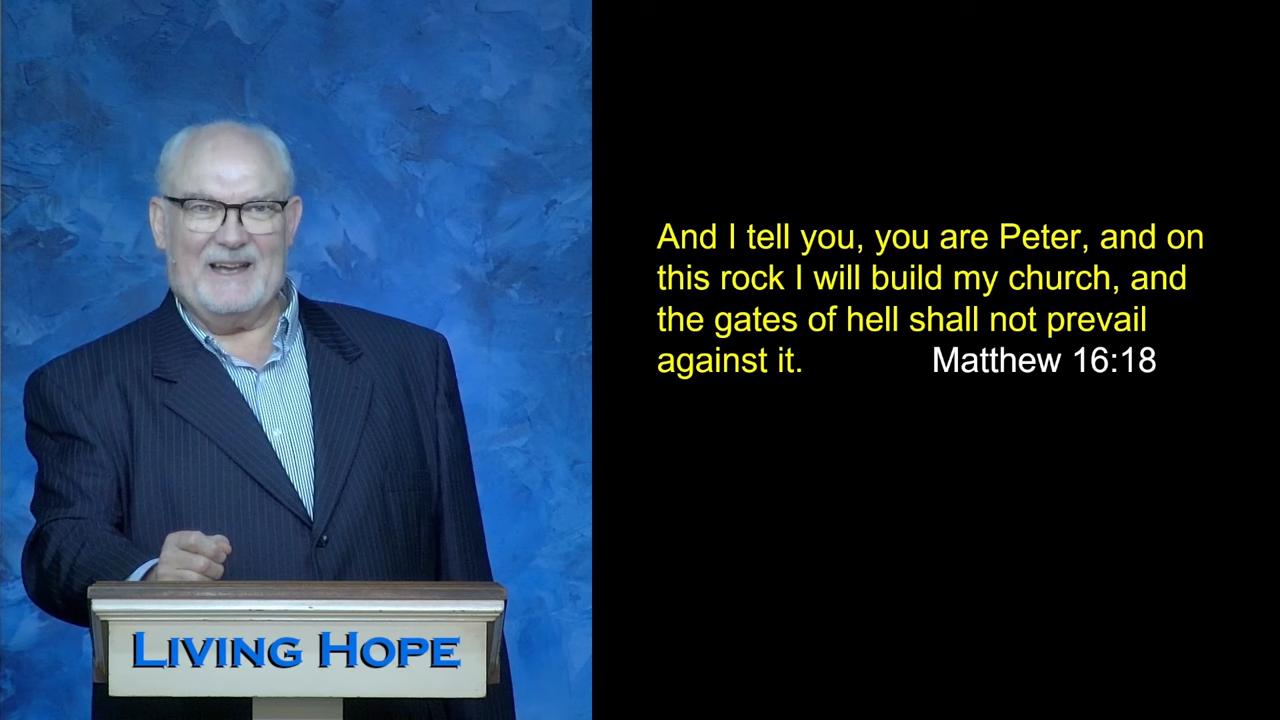 And I tell you, you are Peter, and on
this rock I will build my church, and
the gates of hell shall not prevail
against it. Matthew 16:18
LIVING HOPE